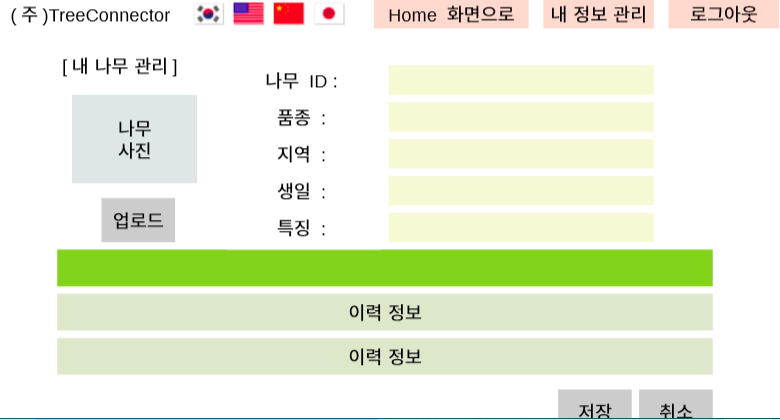 (주)TreeConnector
Home 화면으로
내 정보 관리
로그아웃
[내 나무 관리]
나무
사진
업로드
나무 ID :
품종 :
지역 :
생일 :
특징 :
이력 정보
이력 정보
저장
취소